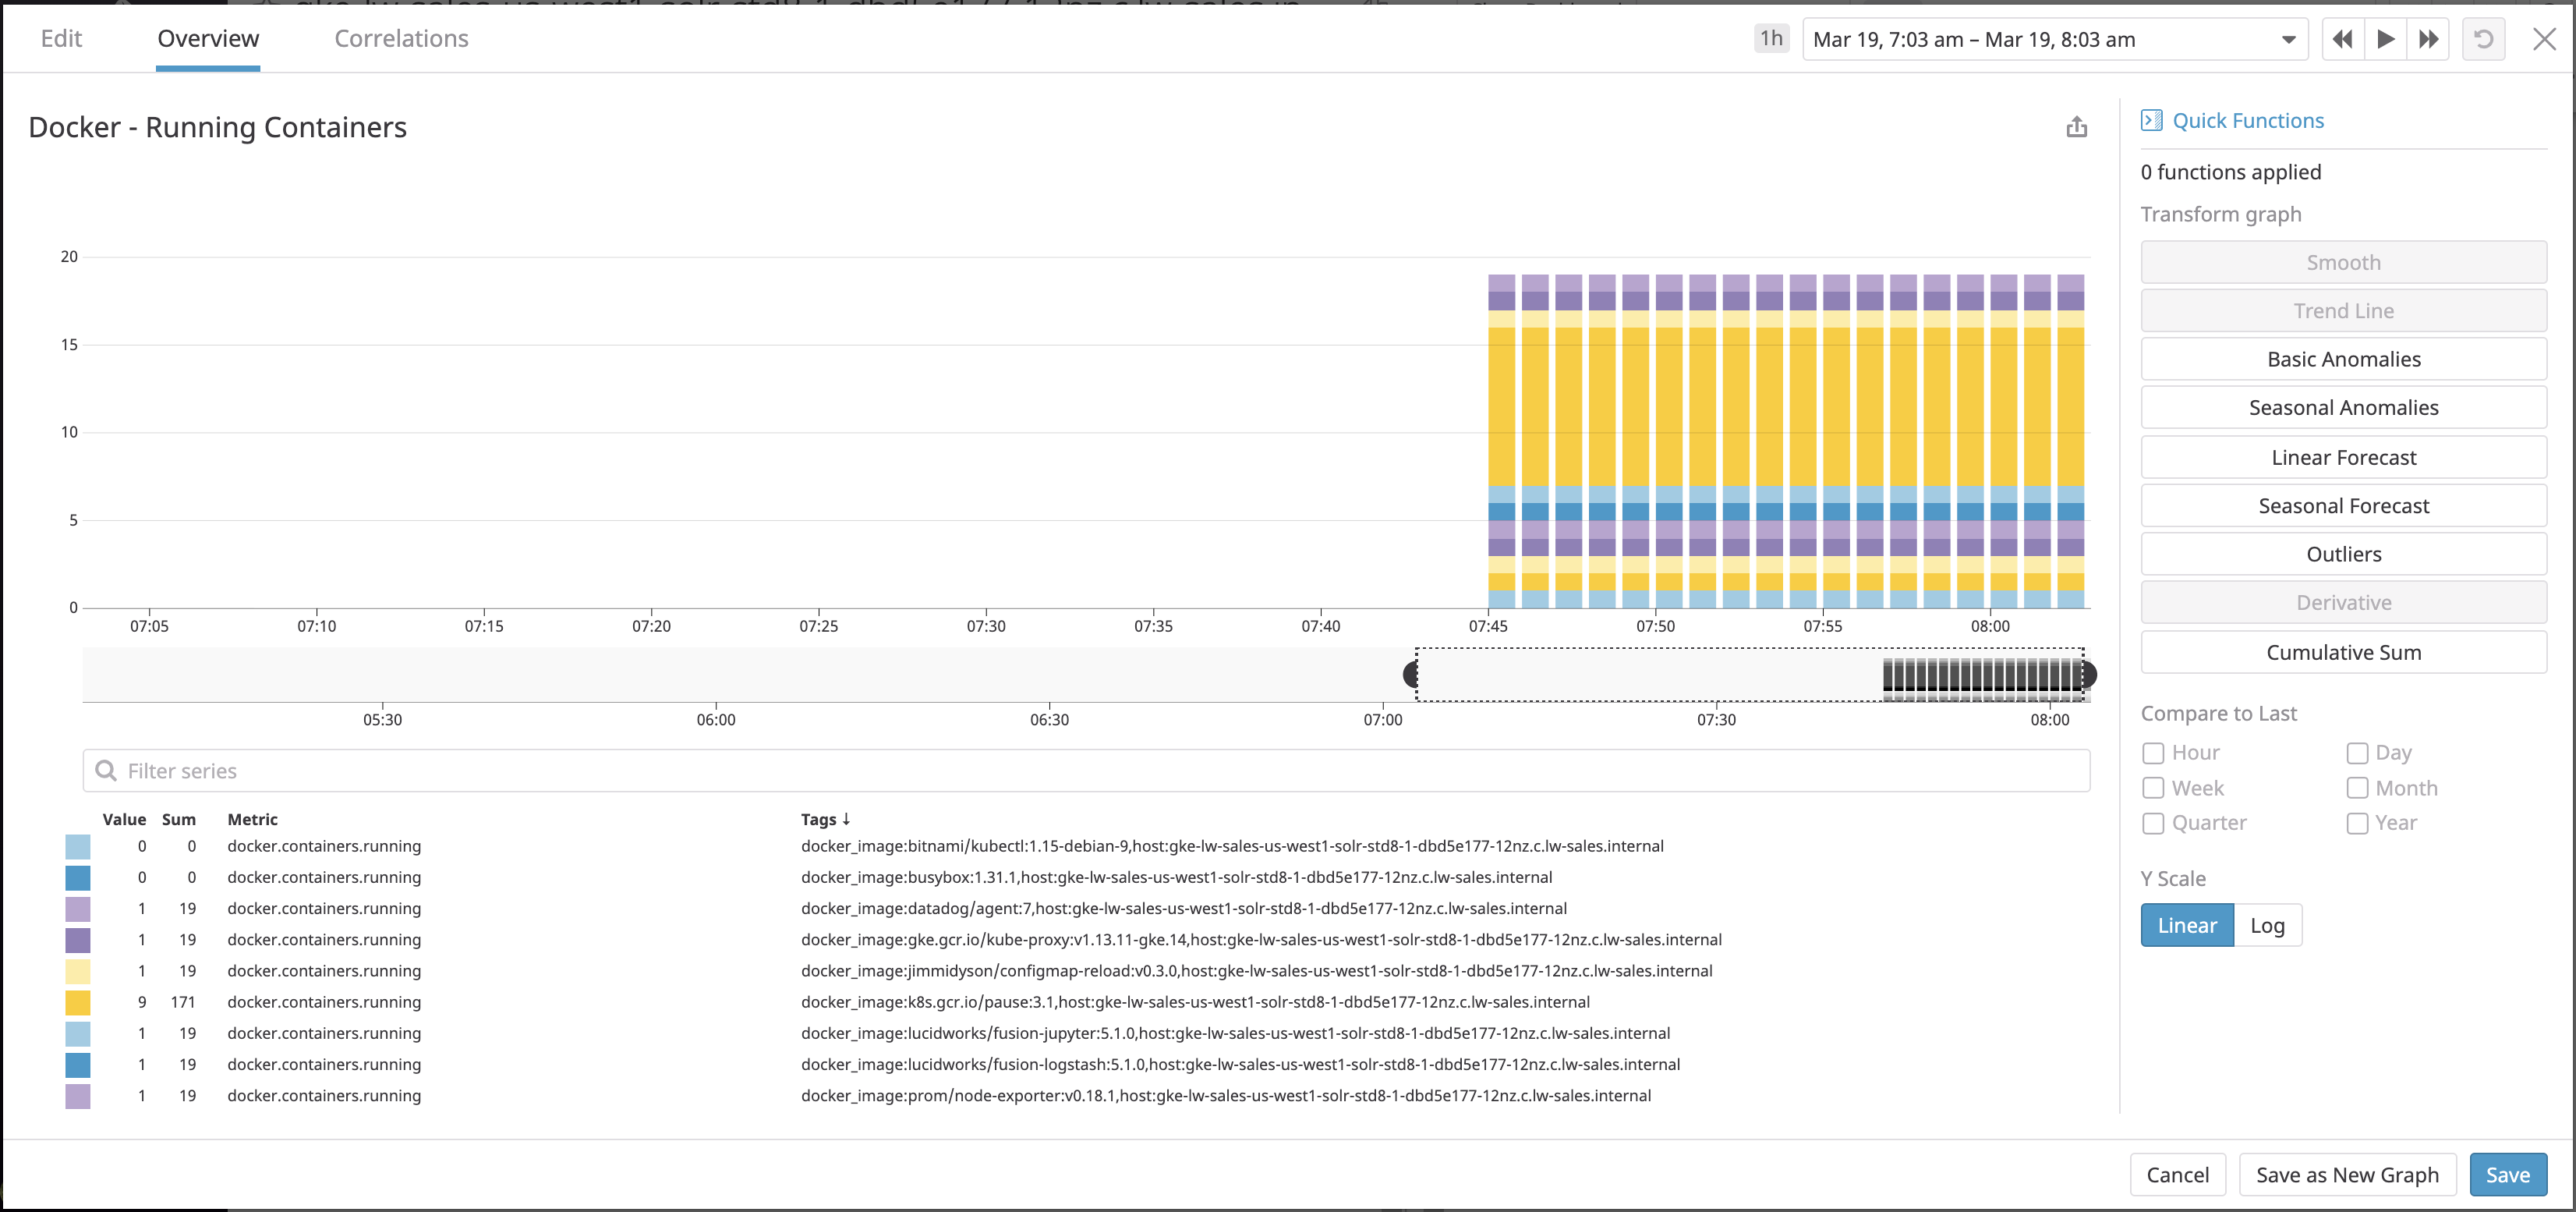 Edit Overview Correlations 1h Mar 19, 7:03 am – Mar 19, 8:03 am
Docker - Running Containers
20
15
10
5
0
07:05 07:10 07:15 07:20 07:25 07:30 07:35 07:40 07:45 07:50 07:55 08:00
05:30 06:00 06:30 07:00 07:30 08:00
Filter series
Value Sum Metric Tags ↓
0 0 docker.containers.running docker_image:bitnami/kubectl:1.15-debian-9,host:gke-lw-sales-us-west1-solr-std8-1-dbd5e177-12nz.c.lw-sales.internal
0 0 docker.containers.running docker_image:busybox:1.31.1,host:gke-lw-sales-us-west1-solr-std8-1-dbd5e177-12nz.c.lw-sales.internal
1 19 docker.containers.running docker_image:datadog/agent:7,host:gke-lw-sales-us-west1-solr-std8-1-dbd5e177-12nz.c.lw-sales.internal
1 19 docker.containers.running docker_image:gke.gcr.io/kube-proxy:v1.13.11-gke.14,host:gke-lw-sales-us-west1-solr-std8-1-dbd5e177-12nz.c.lw-sales.internal
1 19 docker.containers.running docker_image:jimmidyson/configmap-reload:v0.3.0,host:gke-lw-sales-us-west1-solr-std8-1-dbd5e177-12nz.c.lw-sales.internal
9 171 docker.containers.running docker_image:k8s.gcr.io/pause:3.1,host:gke-lw-sales-us-west1-solr-std8-1-dbd5e177-12nz.c.lw-sales.internal
1 19 docker.containers.running docker_image:lucidworks/fusion-jupyter:5.1.0,host:gke-lw-sales-us-west1-solr-std8-1-dbd5e177-12nz.c.lw-sales.internal
1 19 docker.containers.running docker_image:lucidworks/fusion-logstash:5.1.0,host:gke-lw-sales-us-west1-solr-std8-1-dbd5e177-12nz.c.lw-sales.internal
1 19 docker.containers.running docker_image:prom/node-exporter:v0.18.1,host:gke-lw-sales-us-west1-solr-std8-1-dbd5e177-12nz.c.lw-sales.internal
Quick Functions
0 functions applied
Transform graph
Smooth
Trend Line
Basic Anomalies
Seasonal Anomalies
Linear Forecast
Seasonal Forecast
Outliers
Derivative
Cumulative Sum
Compare to Last
Hour Day
Week Month
Quarter Year
Y Scale
Linear Log
Cancel Save as New Graph Save